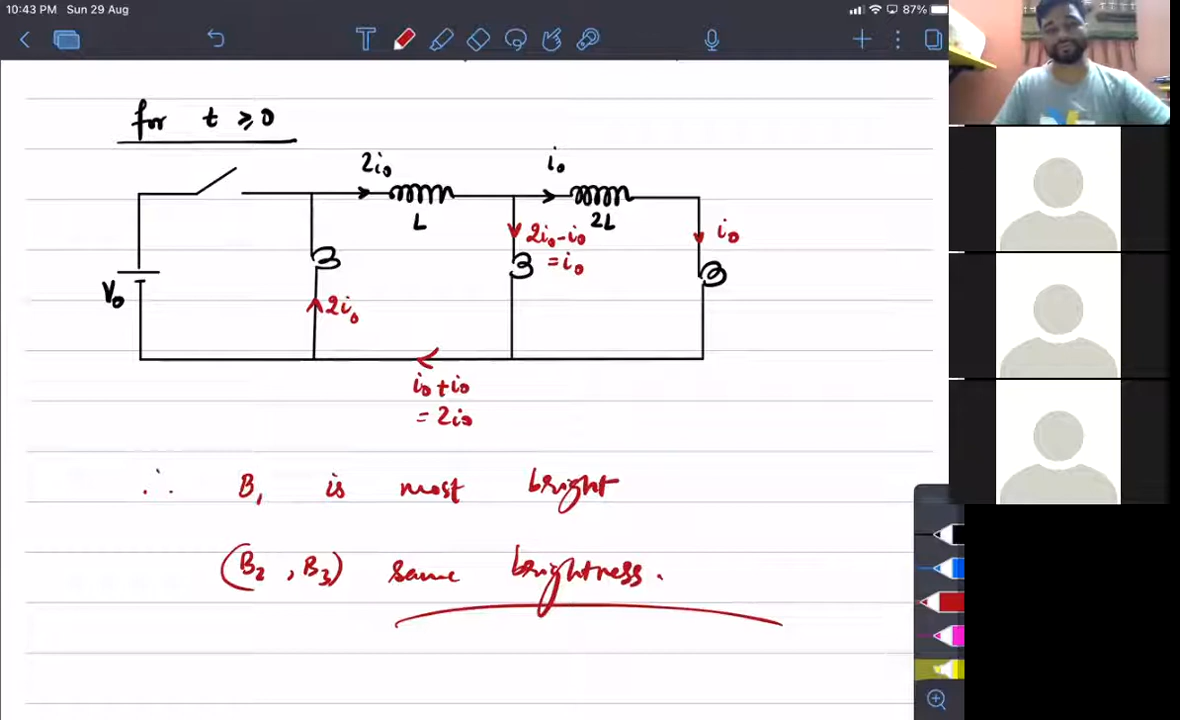 10:43 PM Sun 29 Aug
87%
for t ≥ 0
2i₀
i₀
L
2L
2i₀-i₀
= i₀
i₀
V₀
2i₀
i₀ + i₀
= 2i₀
∴ B₁ is most bright
(B₂ , B₃) same brightness.